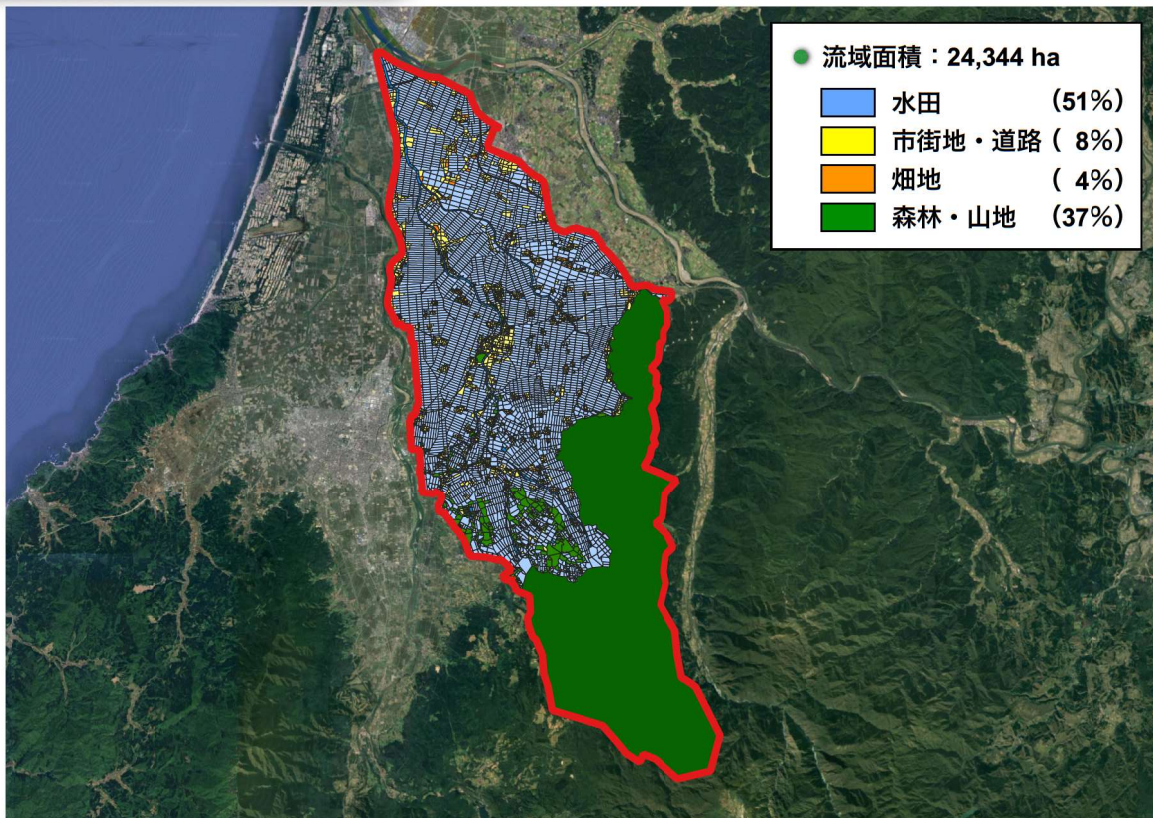 流域面積：24,344 ha
水田 (51%)
市街地・道路 ( 8%)
畑地 ( 4%)
森林・山地 (37%)